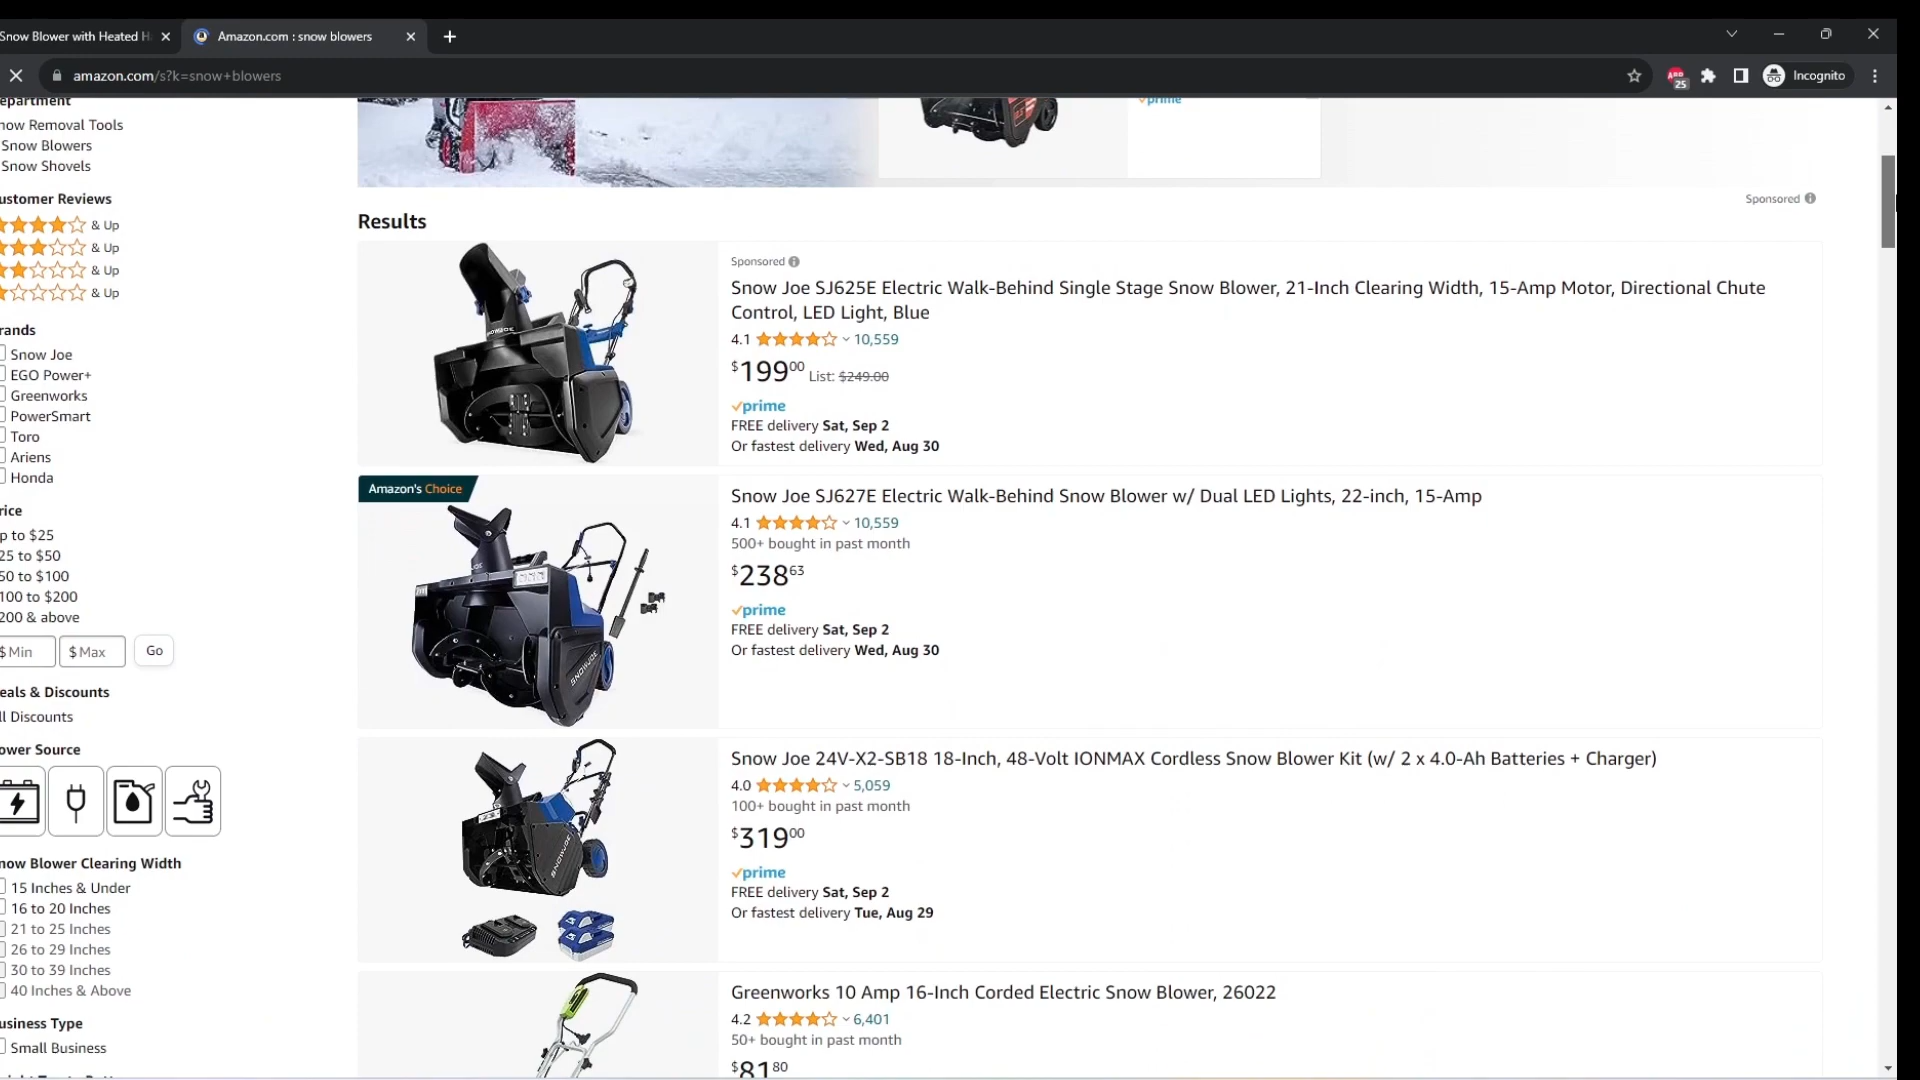 Snow Blower with Heated H
Amazon.com : snow blowers
amazon.com/s?k=snow+blowers
ABP
25
Incognito
epartment
now Removal Tools
Snow Blowers
Snow Shovels
ustomer Reviews
& Up
& Up
& Up
& Up
rands
Snow Joe
EGO Power+
Greenworks
PowerSmart
Toro
Ariens
Honda
rice
p to $25
25 to $50
50 to $100
100 to $200
200 & above
$ Min
$ Max
Go
eals & Discounts
ll Discounts
ower Source
now Blower Clearing Width
15 Inches & Under
16 to 20 Inches
21 to 25 Inches
26 to 29 Inches
30 to 39 Inches
40 Inches & Above
usiness Type
Small Business
prime
Sponsored
Results
Sponsored
Snow Joe SJ625E Electric Walk-Behind Single Stage Snow Blower, 21-Inch Clearing Width, 15-Amp Motor, Directional Chute
Control, LED Light, Blue
4.1 10,559
$19900 List: $249.00
prime
FREE delivery Sat, Sep 2
Or fastest delivery Wed, Aug 30
Amazon's Choice
SNOWJOE
Snow Joe SJ627E Electric Walk-Behind Snow Blower w/ Dual LED Lights, 22-inch, 15-Amp
4.1 10,559
500+ bought in past month
$23863
prime
FREE delivery Sat, Sep 2
Or fastest delivery Wed, Aug 30
SNOWJOE
Snow Joe 24V-X2-SB18 18-Inch, 48-Volt IONMAX Cordless Snow Blower Kit (w/ 2 x 4.0-Ah Batteries + Charger)
4.0 5,059
100+ bought in past month
$31900
prime
FREE delivery Sat, Sep 2
Or fastest delivery Tue, Aug 29
Greenworks 10 Amp 16-Inch Corded Electric Snow Blower, 26022
4.2 6,401
50+ bought in past month
$8180